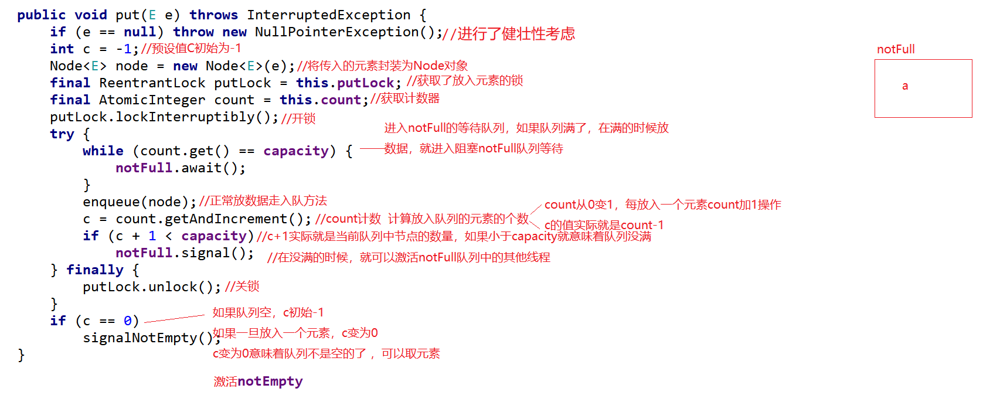 public void put(E e) throws InterruptedException {
if (e == null) throw new NullPointerException();//进行了健壮性考虑
int c = -1;//预设值C初始为-1
notFull
Node<E> node = new Node<E>(e);//将传入的元素封装为Node对象
final ReentrantLock putLock = this.putLock; //获取了放入元素的锁
a
final AtomicInteger count = this.count;//获取计数器
putLock.lockInterruptibly();//开锁
进入notFull的等待队列，如果队列满了，在满的时候放
try {
数据，就进入阻塞notFull队列等待
while (count.get() == capacity) {
notFull.await();
}
enqueue(node);//正常放数据走入队方法
count从0变1，每放入一个元素count加1操作
c = count.getAndIncrement();//count计数 计算放入队列的元素的个数
c的值实际就是count-1
if (c + 1 < capacity)//c+1实际就是当前队列中节点的数量，如果小于capacity就意味着队列没满
notFull.signal(); //在没满的时候，就可以激活notFull队列中的其他线程
} finally {
putLock.unlock();//关锁
}
如果队列空，c初始-1
if (c == 0)
如果一旦放入一个元素，c变为0
signalNotEmpty();
c变为0意味着队列不是空的了 ，可以取元素
}
激活notEmpty